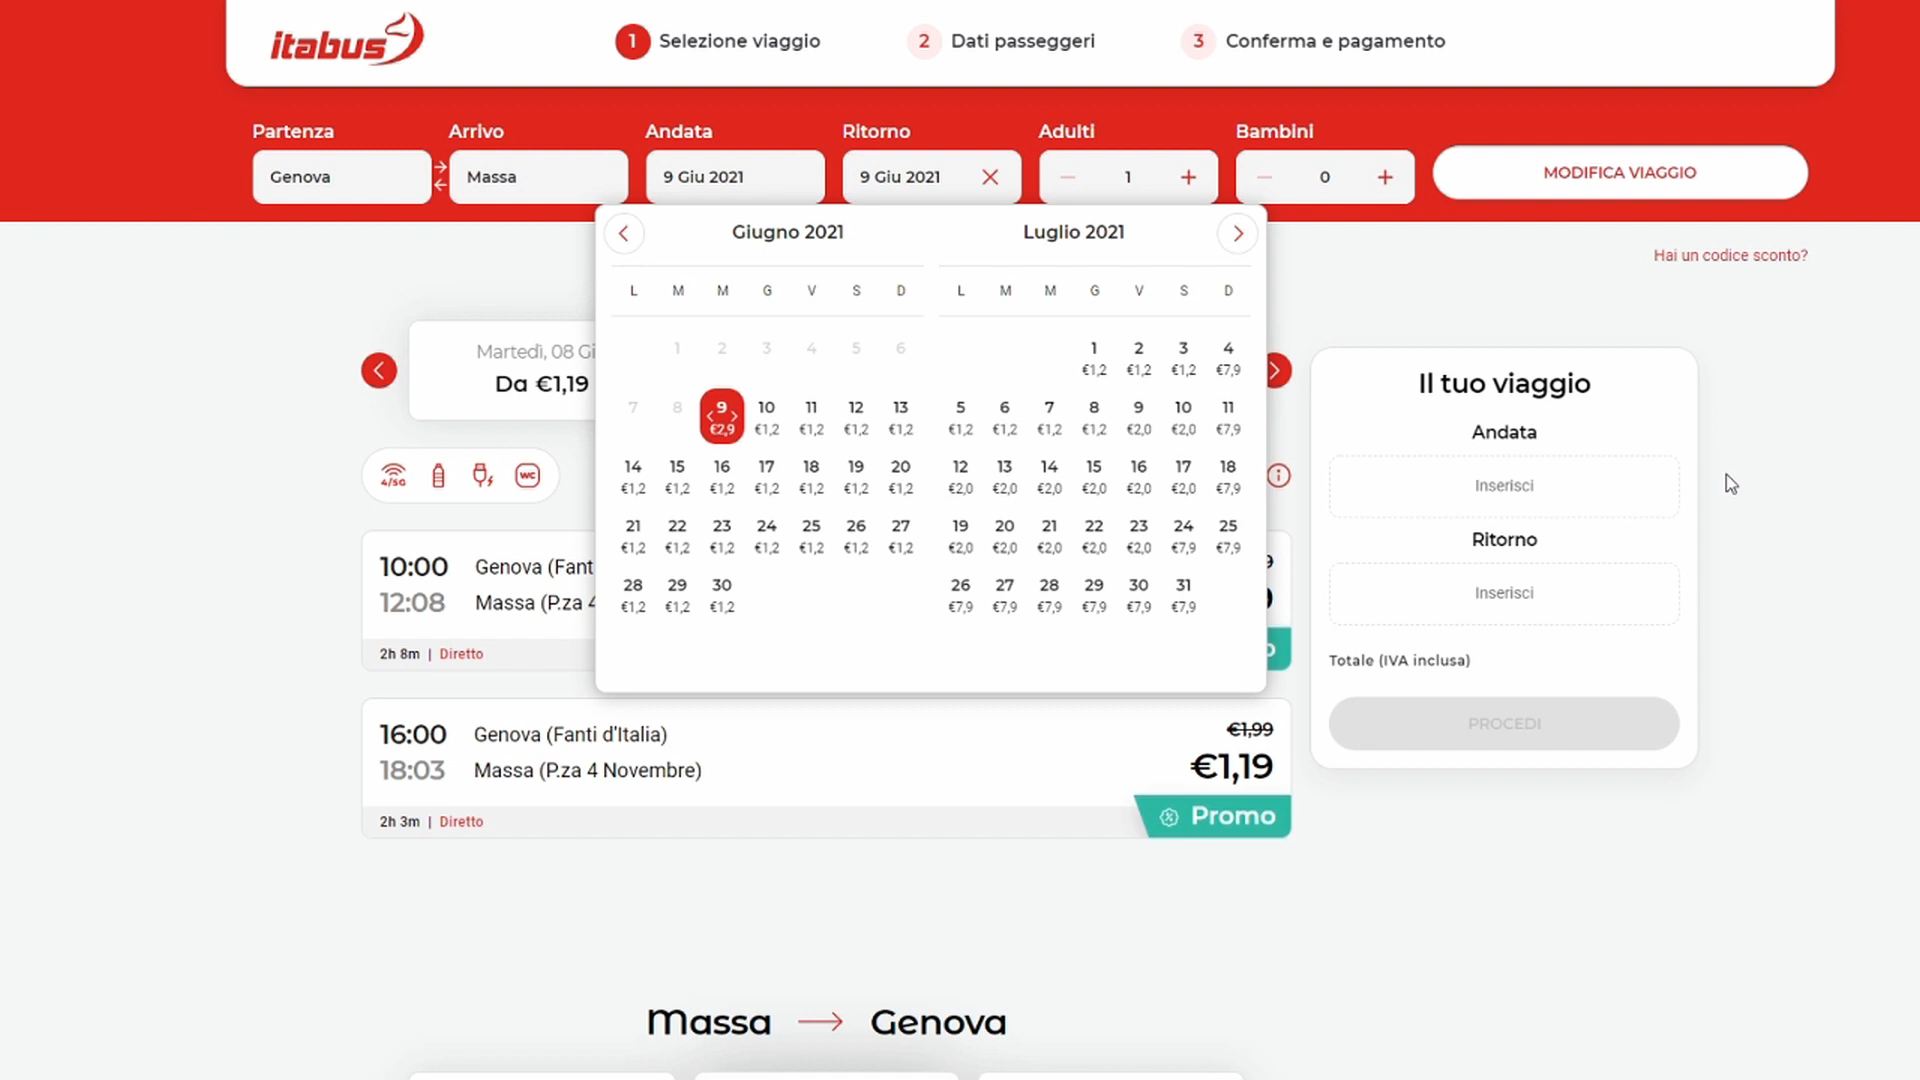 itabus
1 Selezione viaggio
2 Dati passeggeri
3 Conferma e pagamento
Partenza Arrivo Andata Ritorno Adulti Bambini
Genova Massa 9 Giu 2021 9 Giu 2021 1 0 MODIFICA VIAGGIO
Hai un codice sconto?
Giugno 2021
L M M G V S D
1 2 3 4 5 6
7 8 9 10 11 12 13
€2,9 €1,2 €1,2 €1,2 €1,2
14 15 16 17 18 19 20
€1,2 €1,2 €1,2 €1,2 €1,2 €1,2 €1,2
21 22 23 24 25 26 27
€1,2 €1,2 €1,2 €1,2 €1,2 €1,2 €1,2
28 29 30
€1,2 €1,2 €1,2
Luglio 2021
L M M G V S D
1 2 3 4
€1,2 €1,2 €1,2 €7,9
5 6 7 8 9 10 11
€1,2 €1,2 €1,2 €1,2 €2,0 €2,0 €7,9
12 13 14 15 16 17 18
€2,0 €2,0 €2,0 €2,0 €2,0 €2,0 €7,9
19 20 21 22 23 24 25
€2,0 €2,0 €2,0 €2,0 €2,0 €7,9 €7,9
26 27 28 29 30 31
€7,9 €7,9 €7,9 €7,9 €7,9 €7,9
Martedì, 08 Gi
Da €1,19
4/5G WC
10:00 Genova (Fant
12:08 Massa (P.za 4
2h 8m | Diretto
16:00 Genova (Fanti d'Italia) €1,99
18:03 Massa (P.za 4 Novembre) €1,19
2h 3m | Diretto
Promo
Il tuo viaggio
Andata
Inserisci
Ritorno
Inserisci
Totale (IVA inclusa)
PROCEDI
Massa → Genova